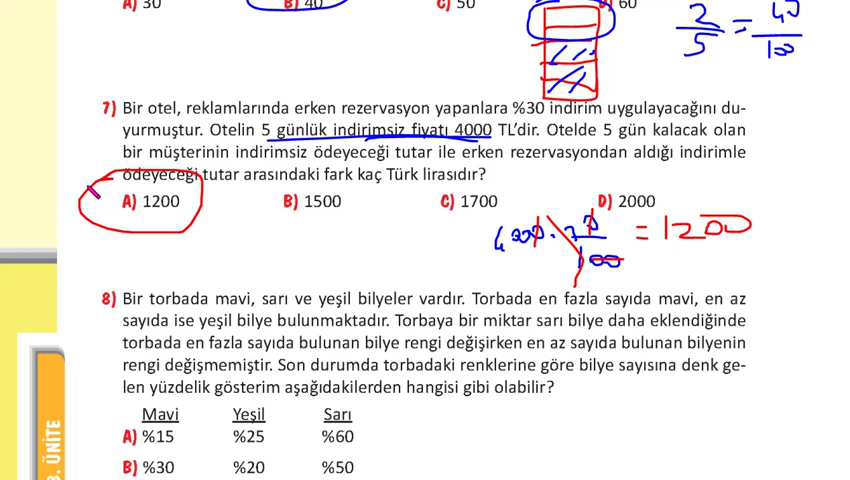 A) 30 B) 40 C) 50 D) 60
2/5 = 40/100
7) Bir otel, reklamlarında erken rezervasyon yapanlara %30 indirim uygulayacağını du-
yurmuştur. Otelin 5 günlük indirimsiz fiyatı 4000 TL’dir. Otelde 5 gün kalacak olan
bir müşterinin indirimsiz ödeyeceği tutar ile erken rezervasyondan aldığı indirimle
ödeyeceği tutar arasındaki fark kaç Türk lirasıdır?
A) 1200 B) 1500 C) 1700 D) 2000
= 1200
100
8) Bir torbada mavi, sarı ve yeşil bilyeler vardır. Torbada en fazla sayıda mavi, en az
sayıda ise yeşil bilye bulunmaktadır. Torbaya bir miktar sarı bilye daha eklendiğinde
torbada en fazla sayıda bulunan bilye rengi değişirken en az sayıda bulunan bilyenin
rengi değişmemiştir. Son durumda torbadaki renklerine göre bilye sayısına denk ge-
len yüzdelik gösterim aşağıdakilerden hangisi gibi olabilir?
Mavi Yeşil Sarı
A) %15 %25 %60
B) %30 %20 %50
3. ÜNİTE